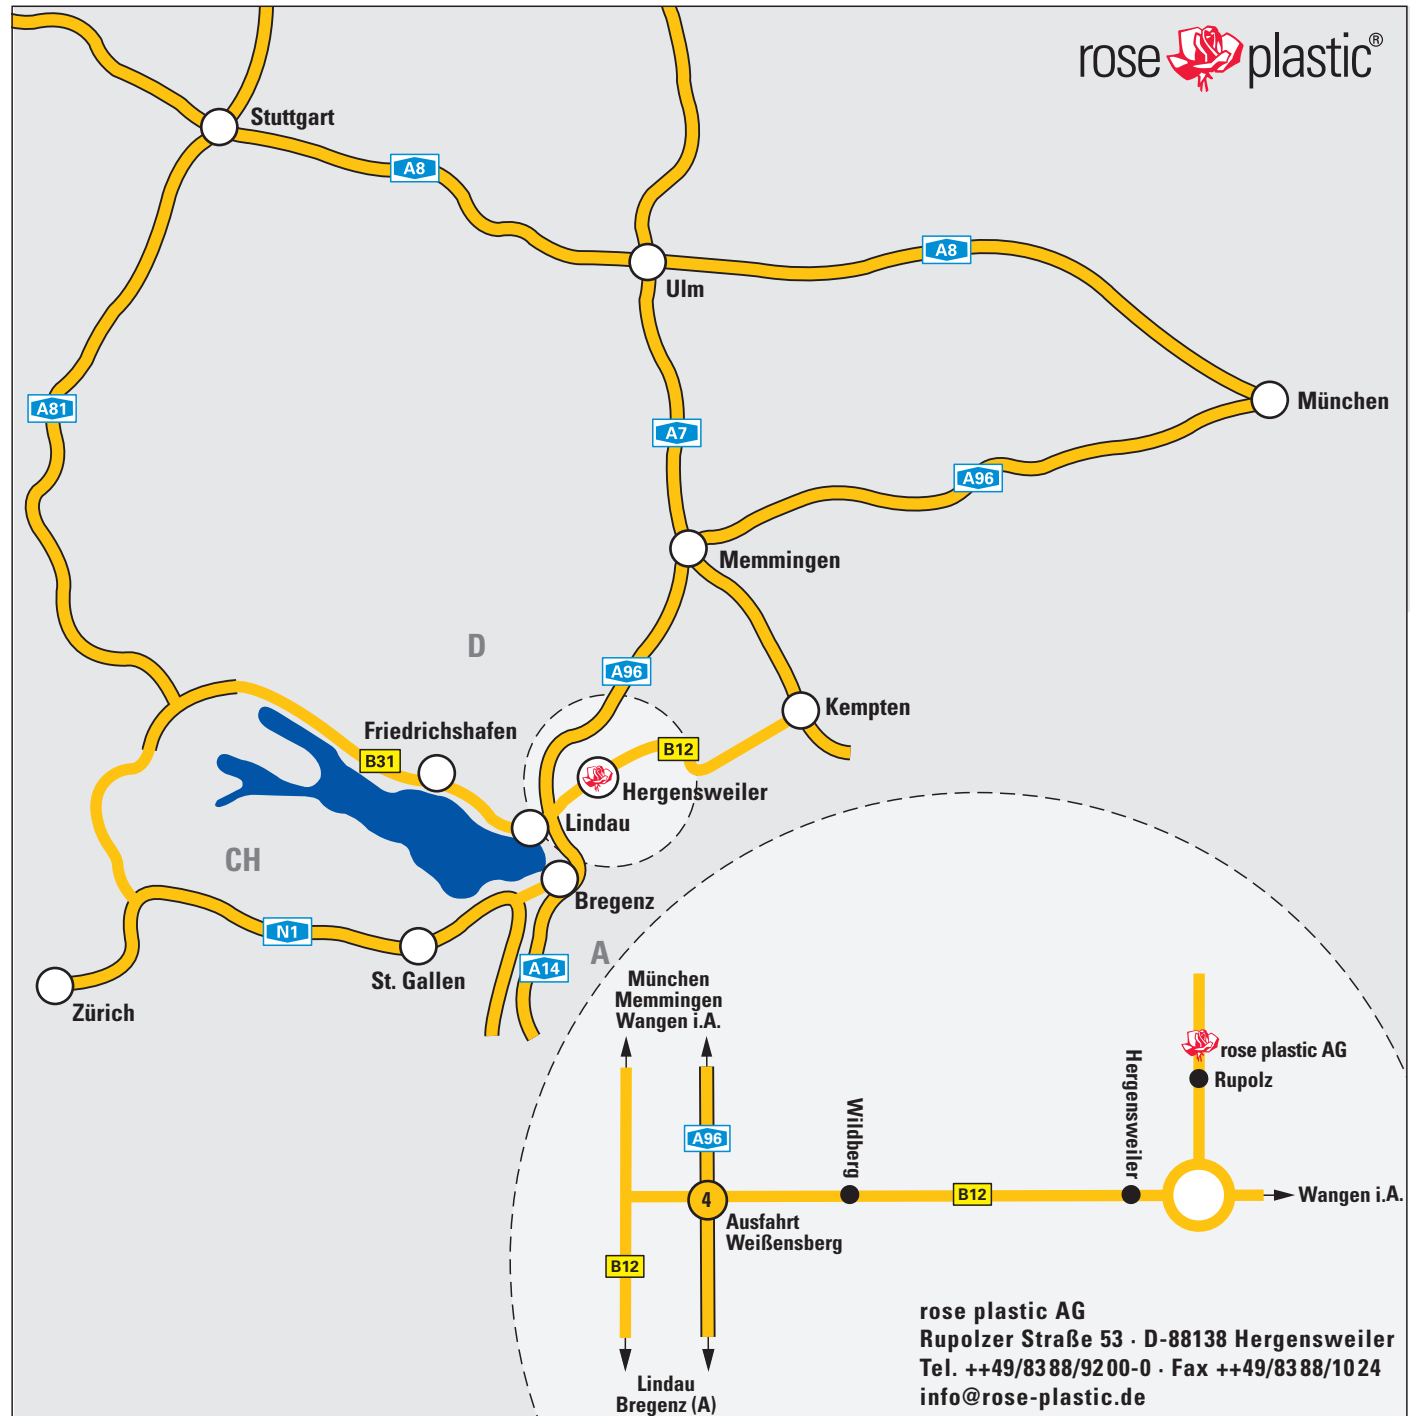 rose plastic®
Stuttgart
A8
Ulm
A8
München
A81
A7
A96
Memmingen
D
A96
Kempten
Friedrichshafen
B31
B12
Hergensweiler
Lindau
CH
Bregenz
N1
A
A14
St. Gallen
Zürich
München
Memmingen
Wangen i.A.
rose plastic AG
Rupolz
Hergensweiler
Wildberg
A96
4
B12
Wangen i.A.
Ausfahrt
Weißensberg
B12
Lindau
Bregenz (A)
rose plastic AG
Rupolzer Straße 53 · D-88138 Hergensweiler
Tel. ++49/8388/9200-0 · Fax ++49/8388/1024
info@rose-plastic.de